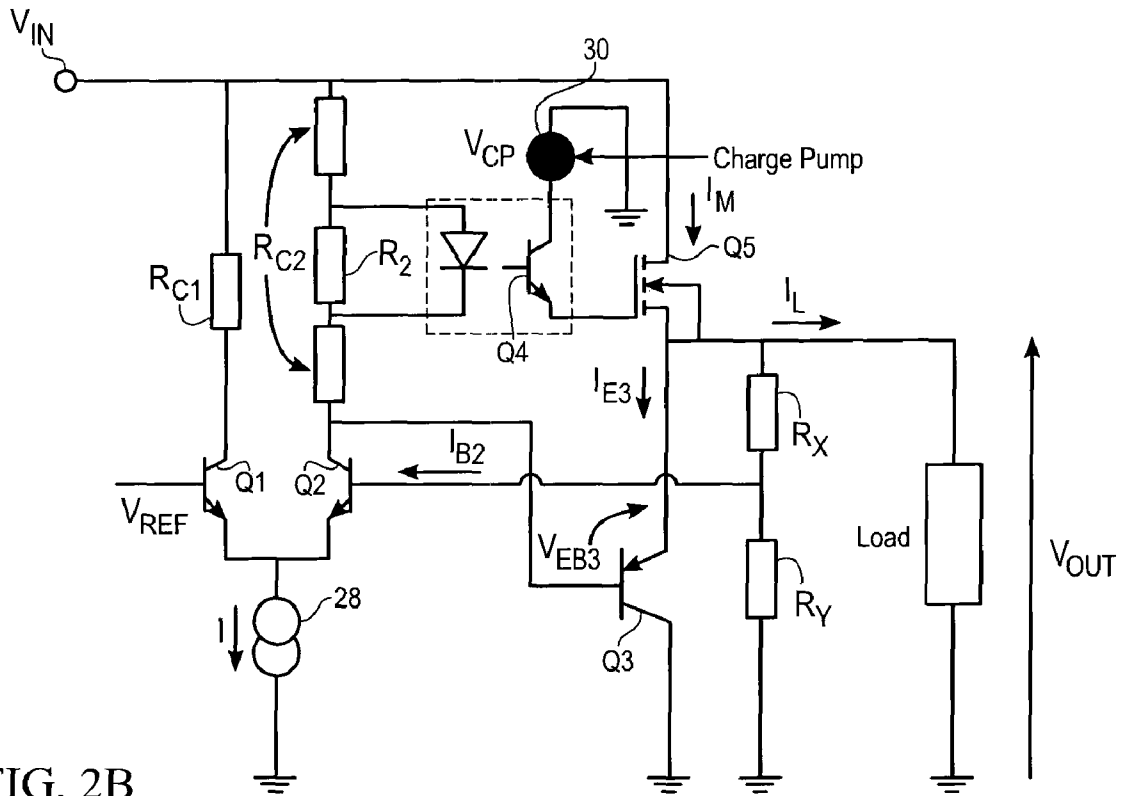 V_IN
30
V_CP
Charge Pump
I_M
Q5
R_C1
R_C2
R_2
Q4
I_L
I_E3
R_X
I_B2
Q1
Q2
V_REF
V_EB3
Load
V_OUT
28
I
R_Y
Q3
FIG. 2B